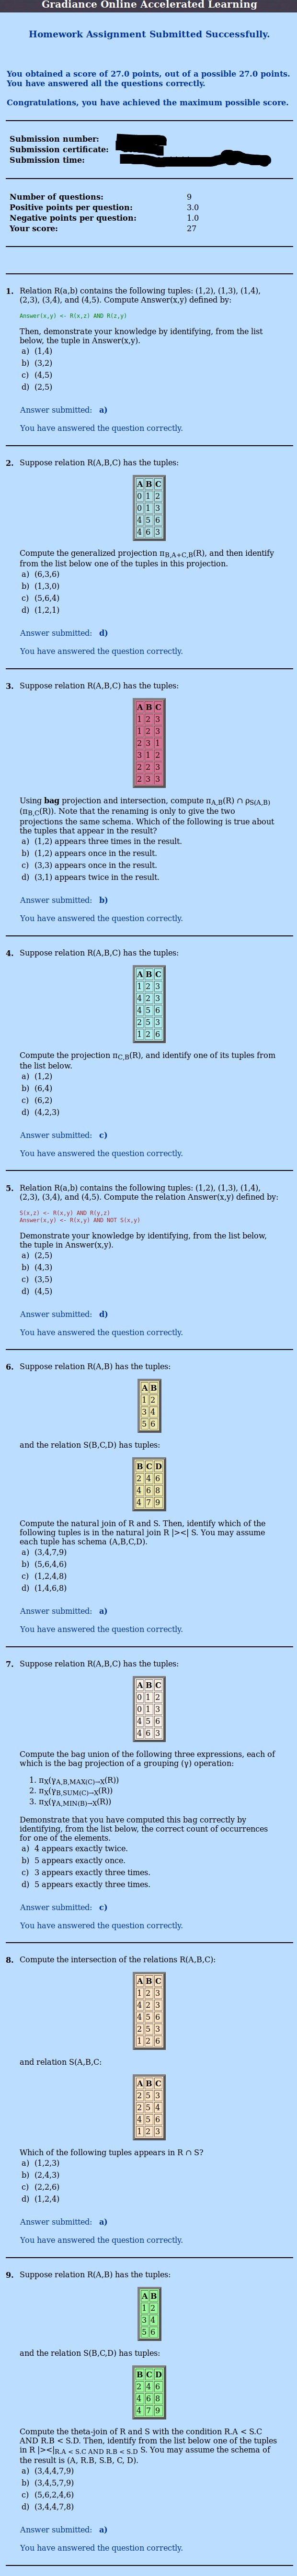 Gradiance Online Accelerated Learning
Homework Assignment Submitted Successfully.
You obtained a score of 27.0 points, out of a possible 27.0 points.
You have answered all the questions correctly.
Congratulations, you have achieved the maximum possible score.
Submission number:
Submission certificate:
Submission time:
Number of questions: 9
Positive points per question: 3.0
Negative points per question: 1.0
Your score: 27
1. Relation R(a,b) contains the following tuples: (1,2), (1,3), (1,4),
(2,3), (3,4), and (4,5). Compute Answer(x,y) defined by:
Answer(x,y) <- R(x,z) AND R(z,y)
Then, demonstrate your knowledge by identifying, from the list
below, the tuple in Answer(x,y).
a) (1,4)
b) (3,2)
c) (4,5)
d) (2,5)
Answer submitted: a)
You have answered the question correctly.
2. Suppose relation R(A,B,C) has the tuples:
A B C
0 1 2
0 1 3
4 5 6
4 6 3
Compute the generalized projection πB,A+C,B(R), and then identify
from the list below one of the tuples in this projection.
a) (6,3,6)
b) (1,3,0)
c) (5,6,4)
d) (1,2,1)
Answer submitted: d)
You have answered the question correctly.
3. Suppose relation R(A,B,C) has the tuples:
A B C
1 2 3
1 2 3
2 3 1
3 1 2
2 2 3
2 3 3
Using bag projection and intersection, compute πA,B(R) ∩ ρS(A,B)
(πB,C(R)). Note that the renaming is only to give the two
projections the same schema. Which of the following is true about
the tuples that appear in the result?
a) (1,2) appears three times in the result.
b) (1,2) appears once in the result.
c) (3,3) appears once in the result.
d) (3,1) appears twice in the result.
Answer submitted: b)
You have answered the question correctly.
4. Suppose relation R(A,B,C) has the tuples:
A B C
1 2 3
4 2 3
4 5 6
2 5 3
1 2 6
Compute the projection πC,B(R), and identify one of its tuples from
the list below.
a) (1,2)
b) (6,4)
c) (6,2)
d) (4,2,3)
Answer submitted: c)
You have answered the question correctly.
5. Relation R(a,b) contains the following tuples: (1,2), (1,3), (1,4),
(2,3), (3,4), and (4,5). Compute the relation Answer(x,y) defined by:
S(x,z) <- R(x,y) AND R(y,z)
Answer(x,y) <- R(x,y) AND NOT S(x,y)
Demonstrate your knowledge by identifying, from the list below,
the tuple in Answer(x,y).
a) (2,5)
b) (4,3)
c) (3,5)
d) (4,5)
Answer submitted: d)
You have answered the question correctly.
6. Suppose relation R(A,B) has the tuples:
A B
1 2
3 4
5 6
and the relation S(B,C,D) has tuples:
B C D
2 4 6
4 6 8
4 7 9
Compute the natural join of R and S. Then, identify which of the
following tuples is in the natural join R |><| S. You may assume
each tuple has schema (A,B,C,D).
a) (3,4,7,9)
b) (5,6,4,6)
c) (1,2,4,8)
d) (1,4,6,8)
Answer submitted: a)
You have answered the question correctly.
7. Suppose relation R(A,B,C) has the tuples:
A B C
0 1 2
0 1 3
4 5 6
4 6 3
Compute the bag union of the following three expressions, each of
which is the bag projection of a grouping (γ) operation:
1. πX(γA,B,MAX(C)→X(R))
2. πX(γB,SUM(C)→X(R))
3. πX(γA,MIN(B)→X(R))
Demonstrate that you have computed this bag correctly by
identifying, from the list below, the correct count of occurrences
for one of the elements.
a) 4 appears exactly twice.
b) 5 appears exactly once.
c) 3 appears exactly three times.
d) 5 appears exactly three times.
Answer submitted: c)
You have answered the question correctly.
8. Compute the intersection of the relations R(A,B,C):
A B C
1 2 3
4 2 3
4 5 6
2 5 3
1 2 6
and relation S(A,B,C:
A B C
2 5 3
2 5 4
4 5 6
1 2 3
Which of the following tuples appears in R ∩ S?
a) (1,2,3)
b) (2,4,3)
c) (2,2,6)
d) (1,2,4)
Answer submitted: a)
You have answered the question correctly.
9. Suppose relation R(A,B) has the tuples:
A B
1 2
3 4
5 6
and the relation S(B,C,D) has tuples:
B C D
2 4 6
4 6 8
4 7 9
Compute the theta-join of R and S with the condition R.A < S.C
AND R.B < S.D. Then, identify from the list below one of the tuples
in R |><|R.A < S.C AND R.B < S.D S. You may assume the schema of
the result is (A, R.B, S.B, C, D).
a) (3,4,4,7,9)
b) (3,4,5,7,9)
c) (5,6,2,4,6)
d) (3,4,4,7,8)
Answer submitted: a)
You have answered the question correctly.